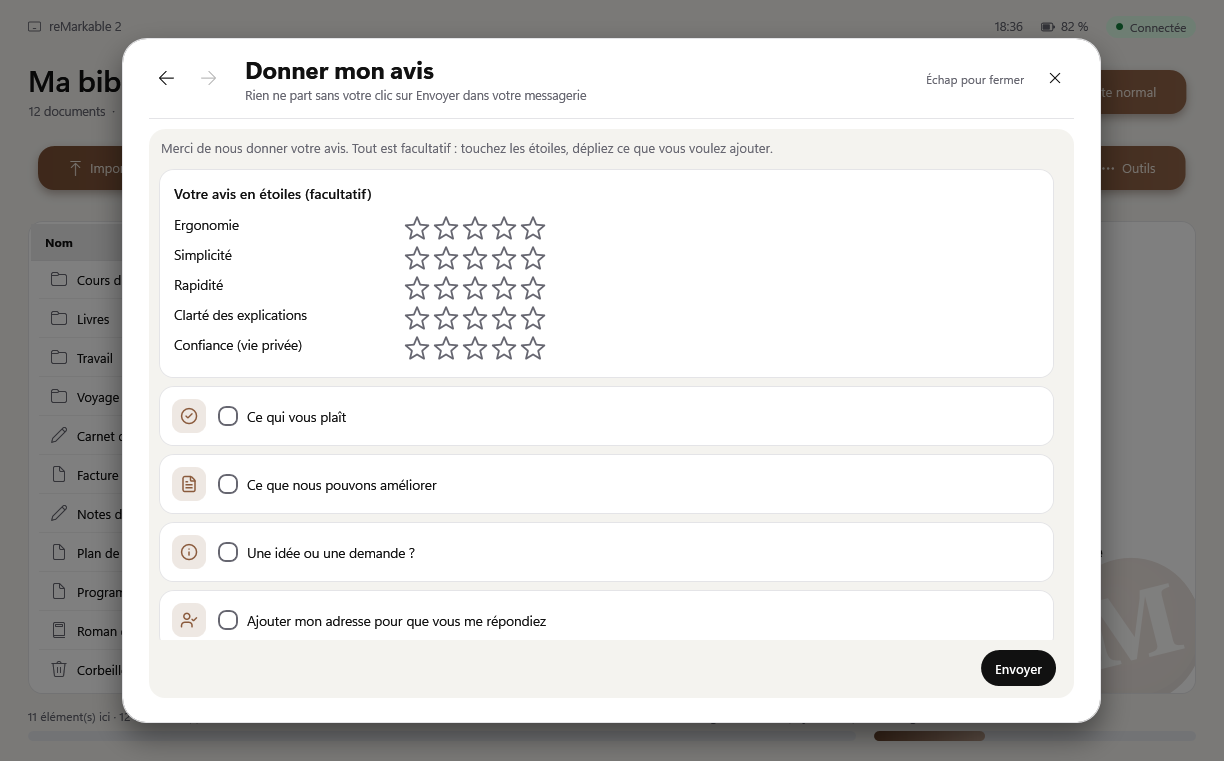 reMarkable 2
18:36
82 %
Connectée
Ma bib
12 documents ·
te normal
Impor
Outils
Nom
Cours d
Livres
Travail
Voyage
Carnet
Facture
Notes d
Plan de
Program
Roman
Corbeill
11 élément(s) ici · 12
M
Donner mon avis
Rien ne part sans votre clic sur Envoyer dans votre messagerie
Échap pour fermer
Merci de nous donner votre avis. Tout est facultatif : touchez les étoiles, dépliez ce que vous voulez ajouter.
Votre avis en étoiles (facultatif)
Ergonomie
Simplicité
Rapidité
Clarté des explications
Confiance (vie privée)
Ce qui vous plaît
Ce que nous pouvons améliorer
Une idée ou une demande ?
Ajouter mon adresse pour que vous me répondiez
Envoyer